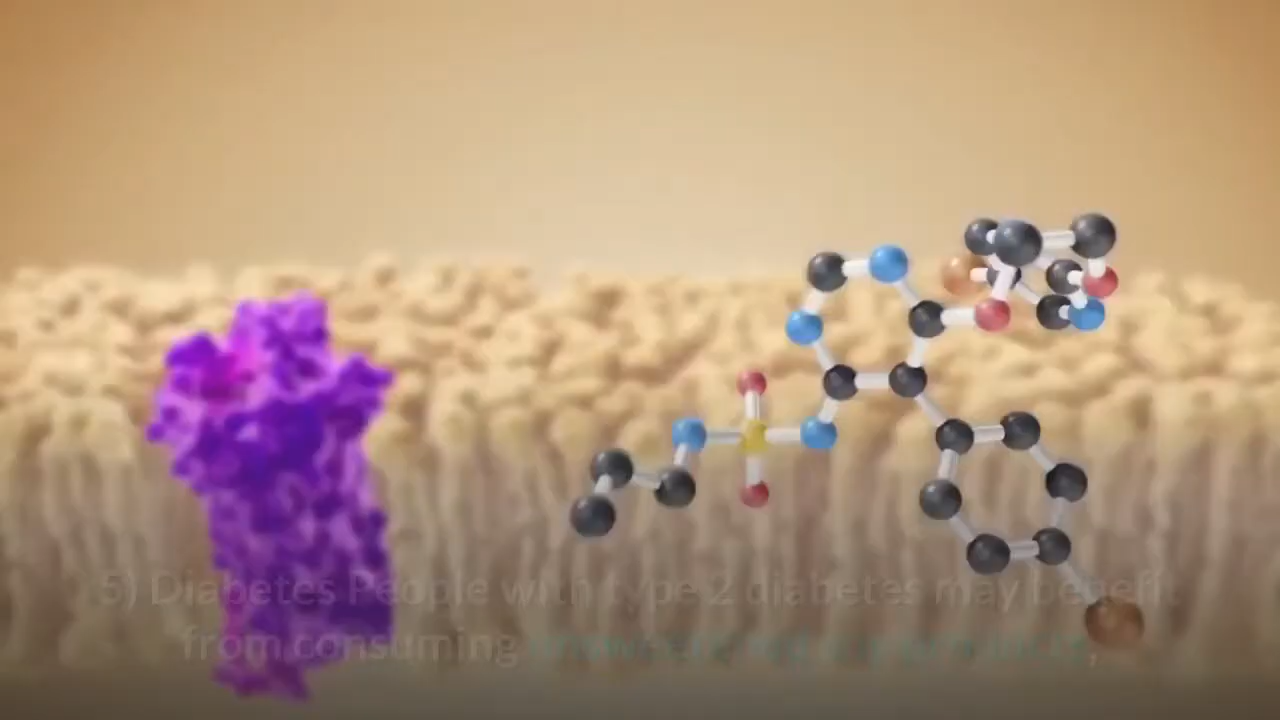 5) Diabetes People with type 2 diabetes may benefit
from consuming